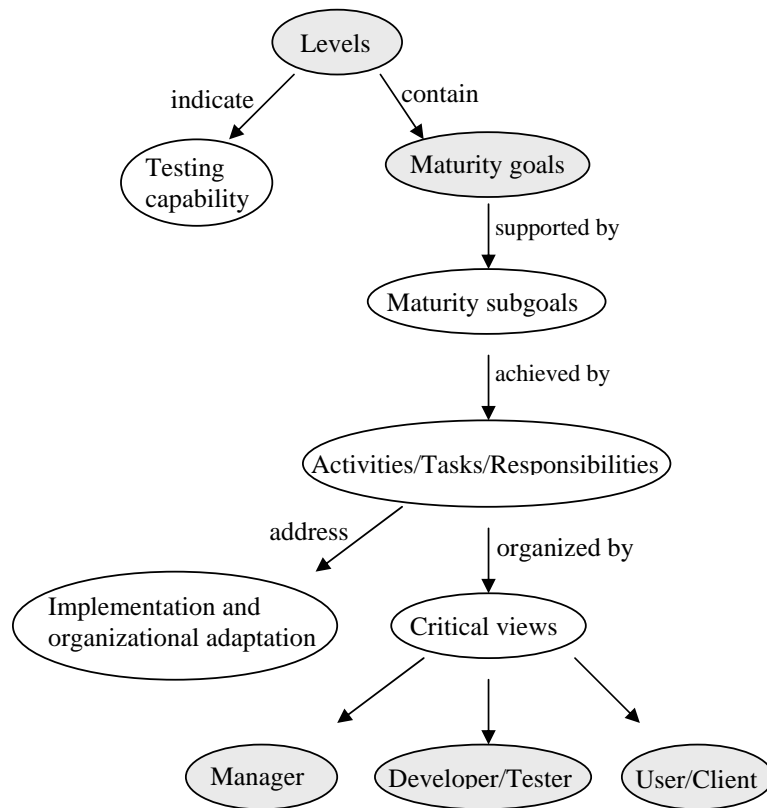 Levels
indicate
contain
Testing
capability
Maturity goals
supported by
Maturity subgoals
achieved by
Activities/Tasks/Responsibilities
address
organized by
Implementation and
organizational adaptation
Critical views
Manager
Developer/Tester
User/Client